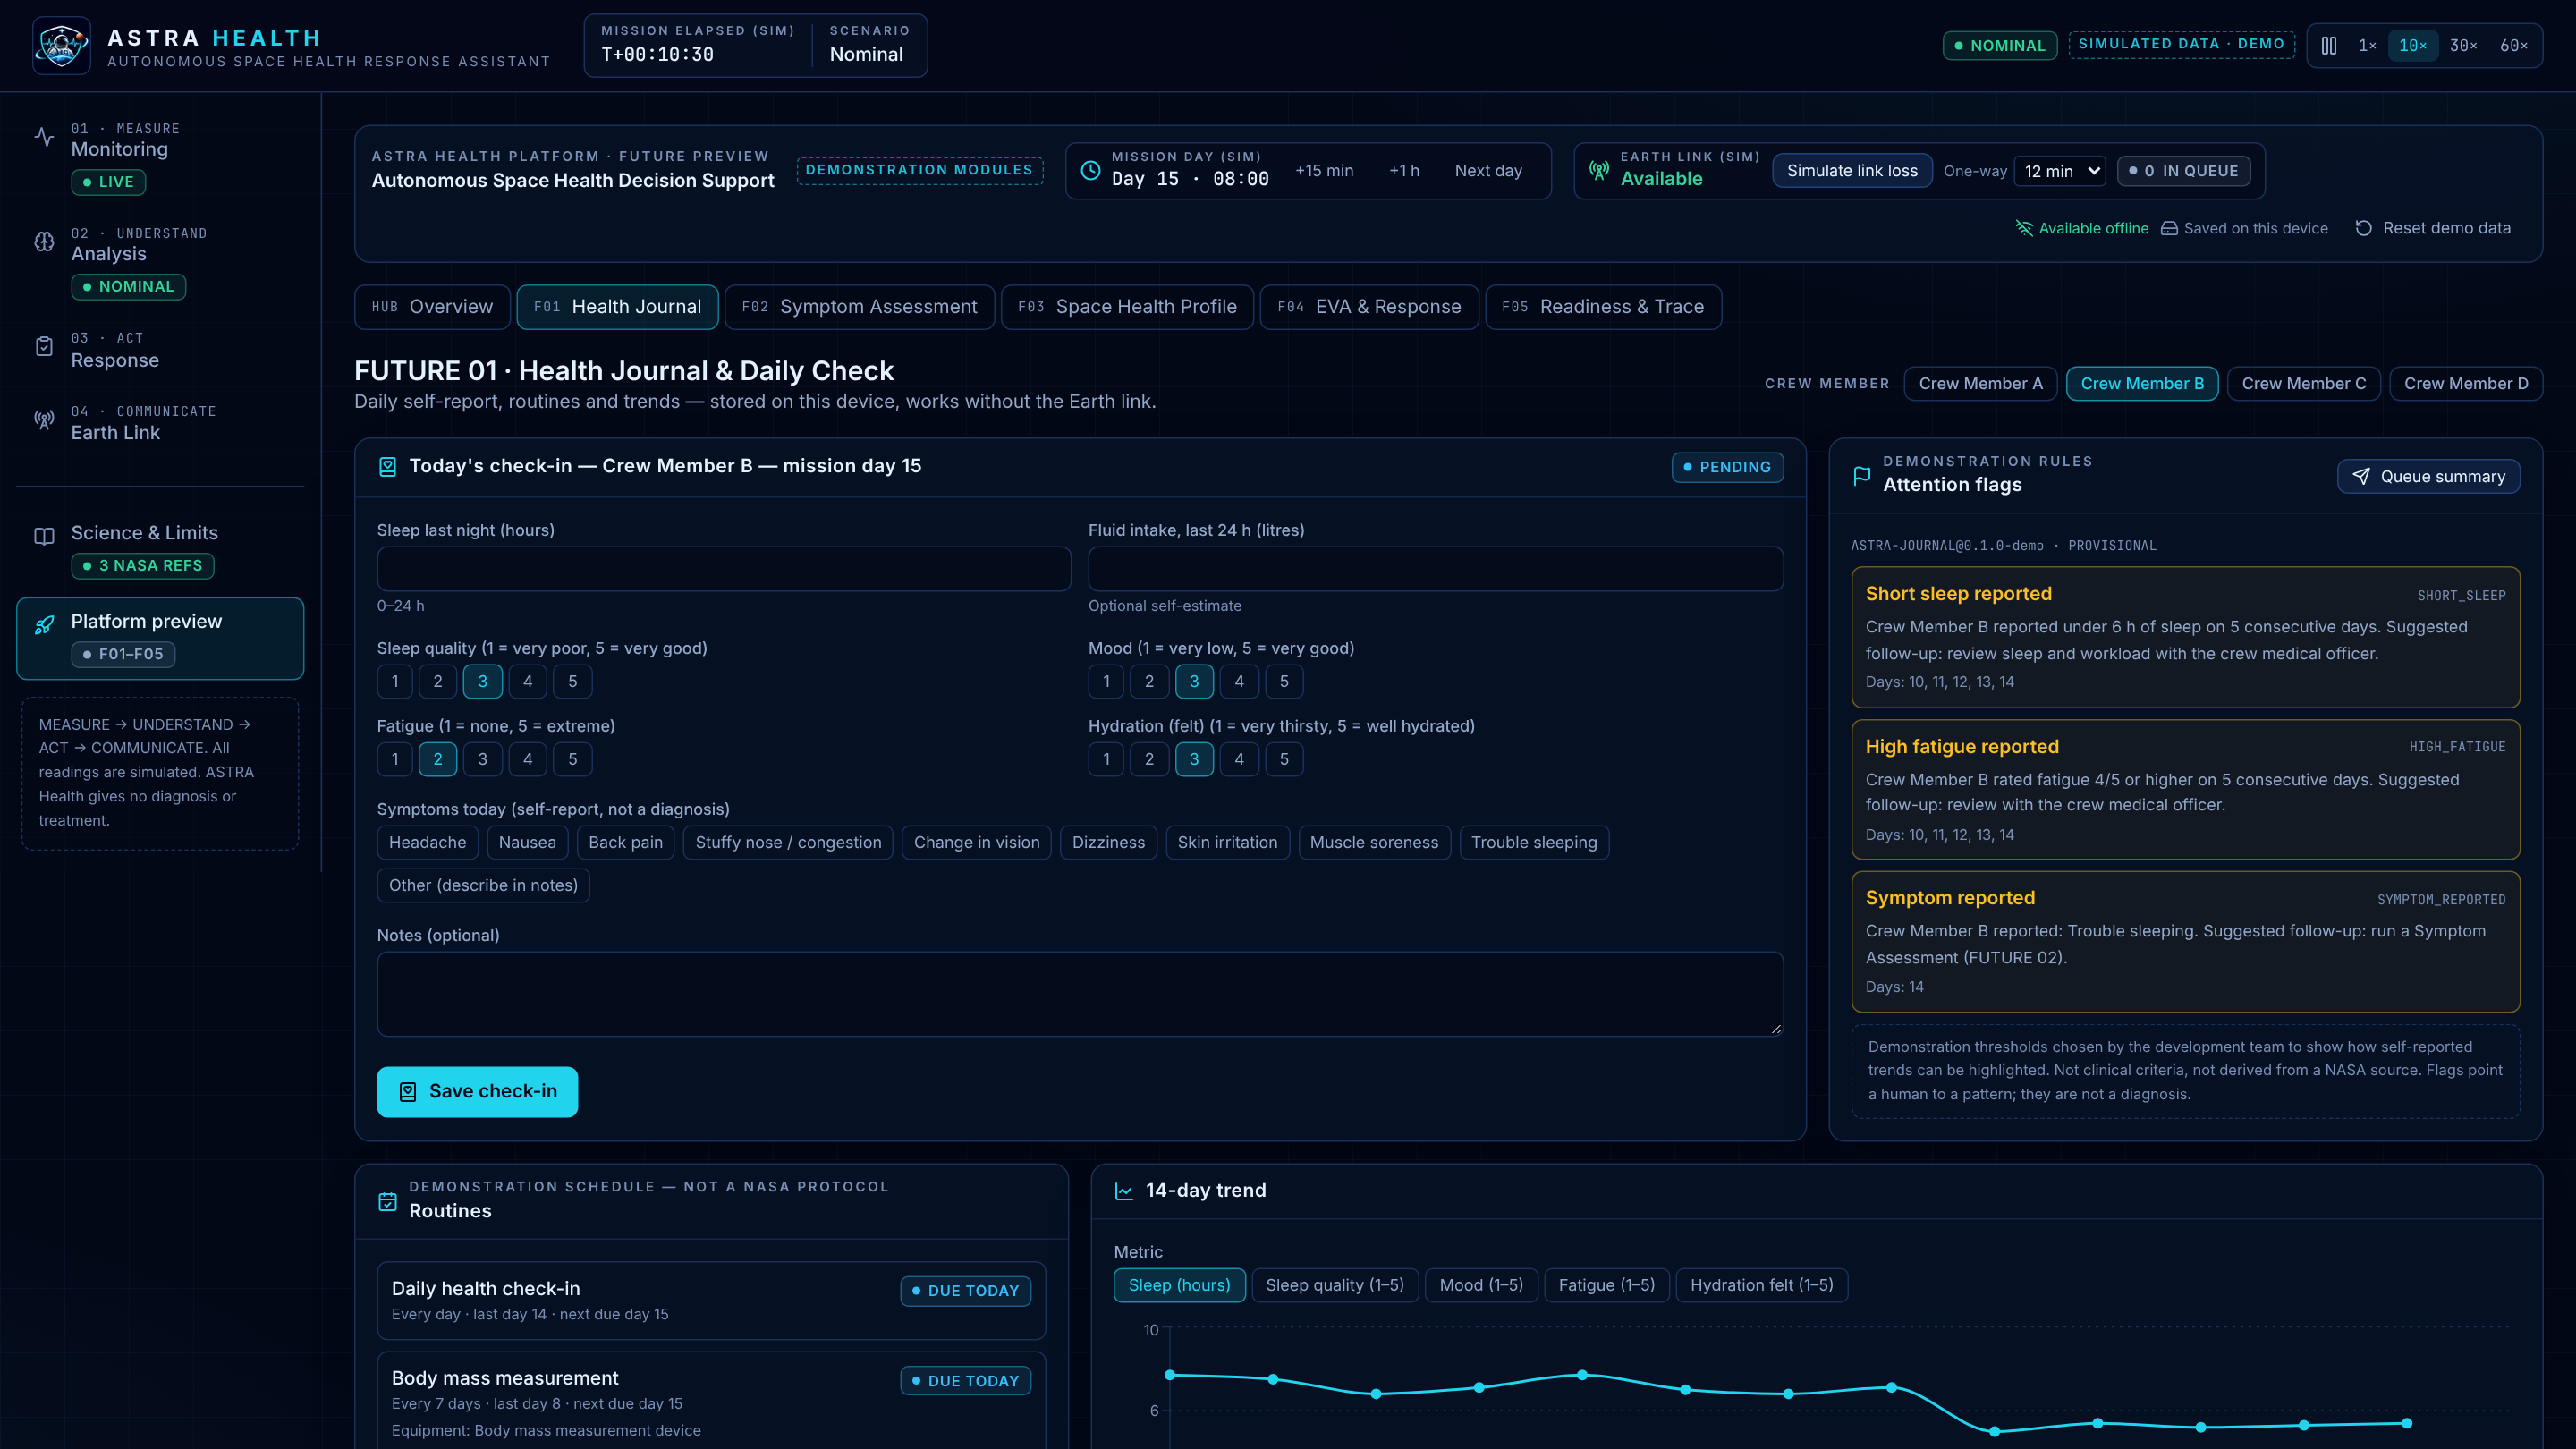 ASTRA HEALTH
AUTONOMOUS SPACE HEALTH RESPONSE ASSISTANT
MISSION ELAPSED (SIM)
T+00:10:30
SCENARIO
Nominal
NOMINAL
SIMULATED DATA · DEMO
1×
10×
30×
60×
01 · MEASURE
Monitoring
LIVE
02 · UNDERSTAND
Analysis
NOMINAL
03 · ACT
Response
04 · COMMUNICATE
Earth Link
Science & Limits
3 NASA REFS
Platform preview
F01–F05
MEASURE → UNDERSTAND →
ACT → COMMUNICATE. All
readings are simulated. ASTRA
Health gives no diagnosis or
treatment.
ASTRA HEALTH PLATFORM · FUTURE PREVIEW
Autonomous Space Health Decision Support
DEMONSTRATION MODULES
MISSION DAY (SIM)
Day 15 · 08:00
+15 min
+1 h
Next day
EARTH LINK (SIM)
Available
Simulate link loss
One-way
12 min
0 IN QUEUE
Available offline
Saved on this device
Reset demo data
HUB Overview
F01 Health Journal
F02 Symptom Assessment
F03 Space Health Profile
F04 EVA & Response
F05 Readiness & Trace
FUTURE 01 · Health Journal & Daily Check
Daily self-report, routines and trends — stored on this device, works without the Earth link.
CREW MEMBER
Crew Member A
Crew Member B
Crew Member C
Crew Member D
Today's check-in — Crew Member B — mission day 15
PENDING
Sleep last night (hours)
0–24 h
Fluid intake, last 24 h (litres)
Optional self-estimate
Sleep quality (1 = very poor, 5 = very good)
1 2 3 4 5
Mood (1 = very low, 5 = very good)
1 2 3 4 5
Fatigue (1 = none, 5 = extreme)
1 2 3 4 5
Hydration (felt) (1 = very thirsty, 5 = well hydrated)
1 2 3 4 5
Symptoms today (self-report, not a diagnosis)
Headache
Nausea
Back pain
Stuffy nose / congestion
Change in vision
Dizziness
Skin irritation
Muscle soreness
Trouble sleeping
Other (describe in notes)
Notes (optional)
Save check-in
DEMONSTRATION RULES
Attention flags
Queue summary
ASTRA-JOURNAL@0.1.0-demo · PROVISIONAL
Short sleep reported
SHORT_SLEEP
Crew Member B reported under 6 h of sleep on 5 consecutive days. Suggested
follow-up: review sleep and workload with the crew medical officer.
Days: 10, 11, 12, 13, 14
High fatigue reported
HIGH_FATIGUE
Crew Member B rated fatigue 4/5 or higher on 5 consecutive days. Suggested
follow-up: review with the crew medical officer.
Days: 10, 11, 12, 13, 14
Symptom reported
SYMPTOM_REPORTED
Crew Member B reported: Trouble sleeping. Suggested follow-up: run a Symptom
Assessment (FUTURE 02).
Days: 14
Demonstration thresholds chosen by the development team to show how self-reported
trends can be highlighted. Not clinical criteria, not derived from a NASA source. Flags point
a human to a pattern; they are not a diagnosis.
DEMONSTRATION SCHEDULE — NOT A NASA PROTOCOL
Routines
Daily health check-in
Every day · last day 14 · next due day 15
DUE TODAY
Body mass measurement
Every 7 days · last day 8 · next due day 15
Equipment: Body mass measurement device
DUE TODAY
14-day trend
Metric
Sleep (hours)
Sleep quality (1–5)
Mood (1–5)
Fatigue (1–5)
Hydration felt (1–5)
10
6